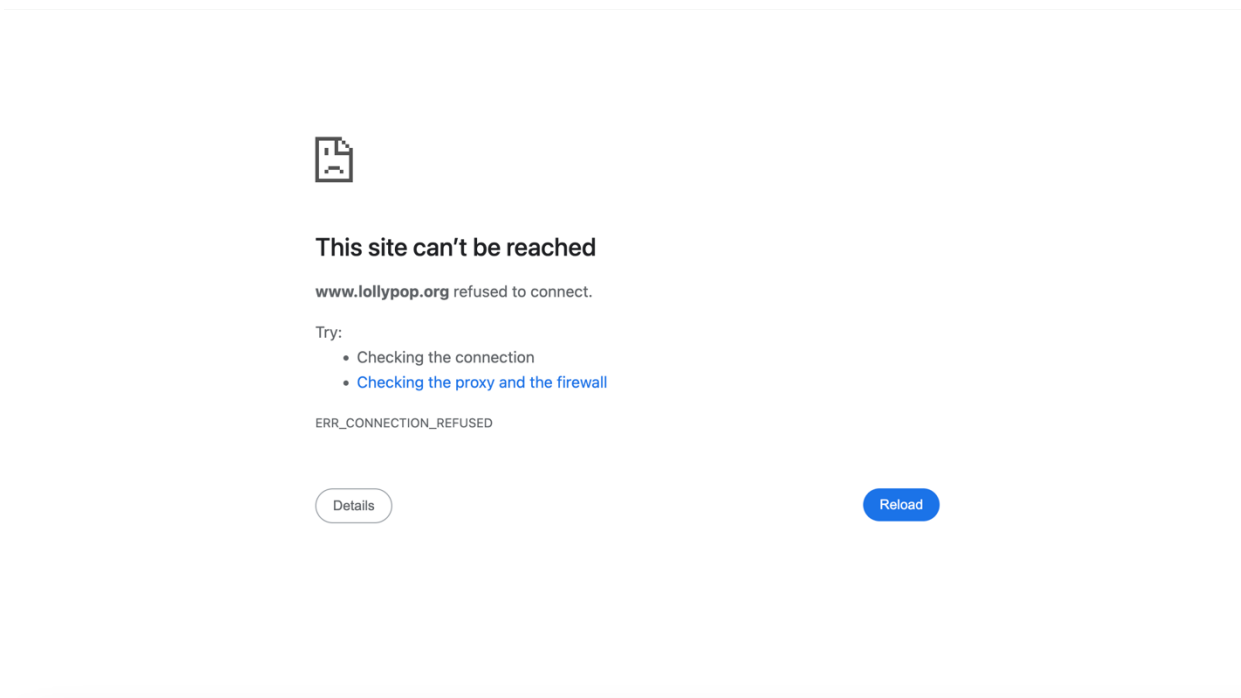 This site can't be reached
www.lollypop.org refused to connect.
Try:
• Checking the connection
• Checking the proxy and the firewall
ERR_CONNECTION_REFUSED
Details
Reload